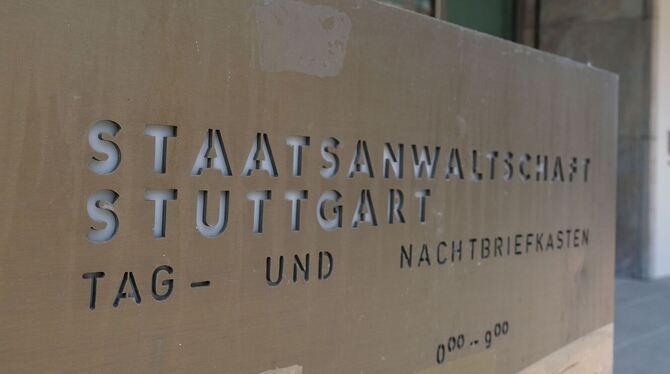 STAATSANWALTSCHAFT
STUTTGART
TAG- UND NACHTBRIEFKASTEN
0⁰⁰ - 9⁰⁰